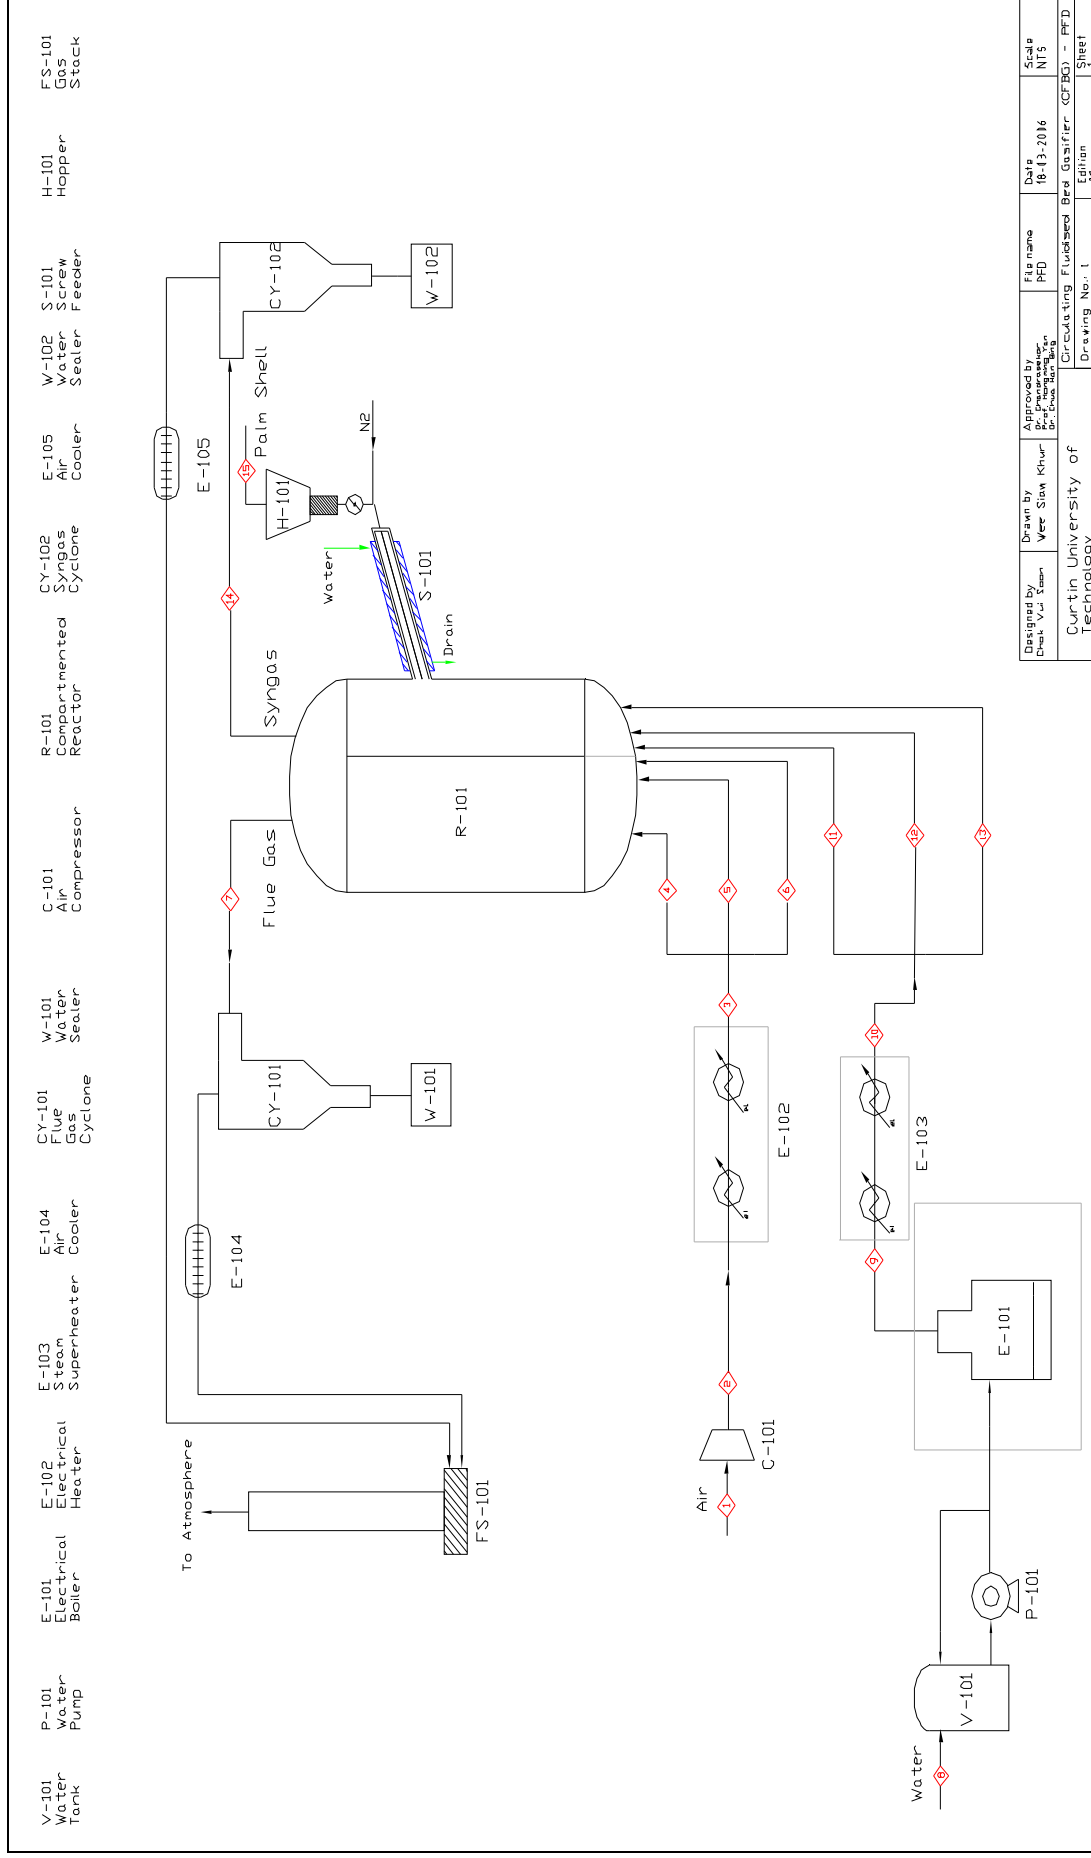 V-101
Water
Tank
P-101
Water
Pump
E-101
Electrical
Boiler
E-102
Electrical
Heater
E-103
Steam
Superheater
E-104
Air
Cooler
CY-101
Flue
Gas
Cyclone
W-101
Water
Sealer
C-101
Air
Compressor
R-101
Compartmented
Reactor
CY-102
Syngas
Cyclone
E-105
Air
Cooler
W-102
Water
Sealer
S-101
Screw
Feeder
H-101
Hopper
FS-101
Gas
Stack
To Atmosphere
FS-101
E-104
CY-101
W-101
7
Flue Gas
Syngas
14
E-105
CY-102
W-102
15
Palm Shell
H-101
N2
Water
S-101
Drain
R-101
Air
1
C-101
2
E-102
3
4
5
6
Water
8
V-101
P-101
E-101
9
E-103
10
11
12
13
Designed by
Chok Vui Soon
Drawn by
Wee Sian Khur
Approved by
File name
PFD
Date
Scale
NTS
Curtin University of
Technology
Circulating Fluidised Bed Gasifier (CFBG) - PFD
Drawing No.: 1
Edition
Sheet